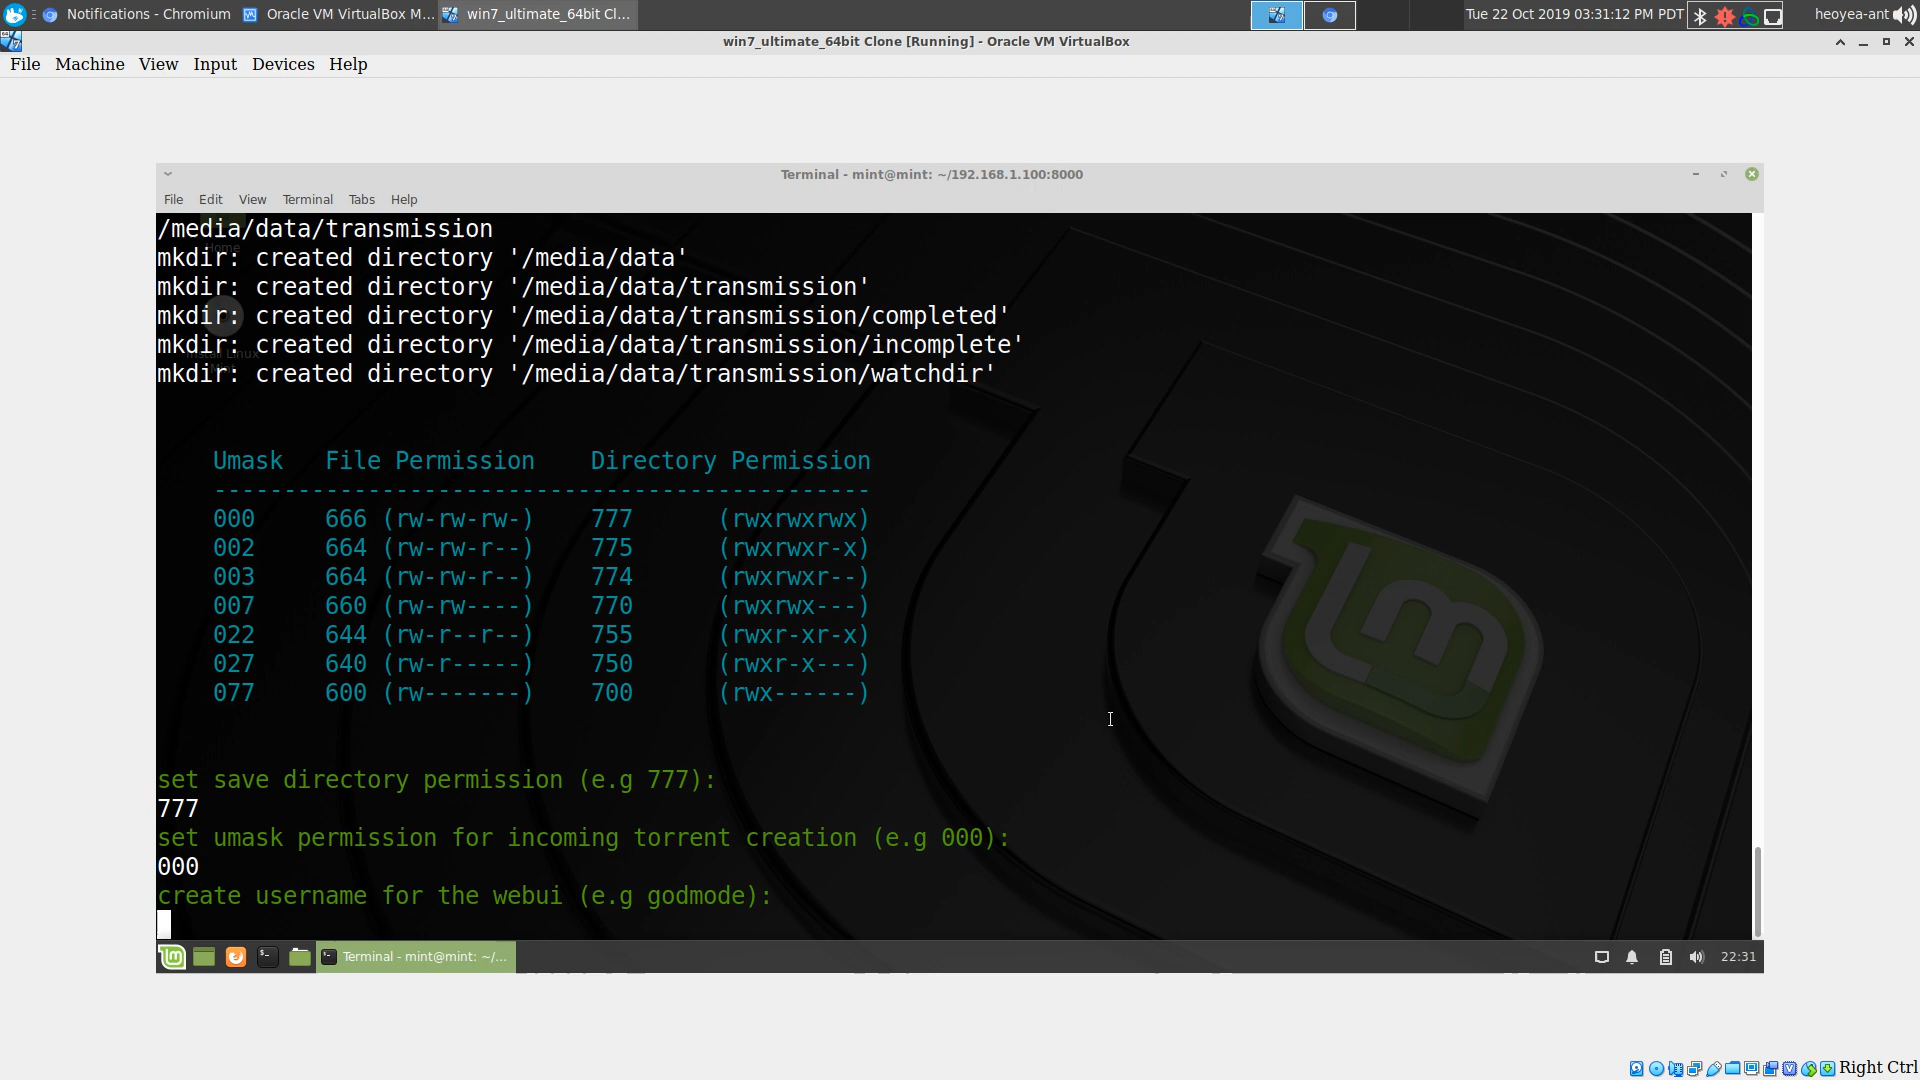 Notifications - Chromium
Oracle VM VirtualBox M...
win7_ultimate_64bit Cl...
Tue 22 Oct 2019 03:31:12 PM PDT
heoyea-ant
win7_ultimate_64bit Clone [Running] - Oracle VM VirtualBox
File Machine View Input Devices Help
Terminal - mint@mint: ~/192.168.1.100:8000
File Edit View Terminal Tabs Help
/media/data/transmission
Home
mkdir: created directory '/media/data'
mkdir: created directory '/media/data/transmission'
mkdir: created directory '/media/data/transmission/completed'
mkdir: created directory '/media/data/transmission/incomplete'
Install Linux
mkdir: created directory '/media/data/transmission/watchdir'
Umask File Permission Directory Permission
-----------------------------------------------
000 666 (rw-rw-rw-) 777 (rwxrwxrwx)
002 664 (rw-rw-r--) 775 (rwxrwxr-x)
003 664 (rw-rw-r--) 774 (rwxrwxr--)
007 660 (rw-rw----) 770 (rwxrwx---)
022 644 (rw-r--r--) 755 (rwxr-xr-x)
027 640 (rw-r-----) 750 (rwxr-x---)
077 600 (rw-------) 700 (rwx------)
set save directory permission (e.g 777):
777
set umask permission for incoming torrent creation (e.g 000):
000
create username for the webui (e.g godmode):
Terminal - mint@mint: ~/...
22:31
Right Ctrl